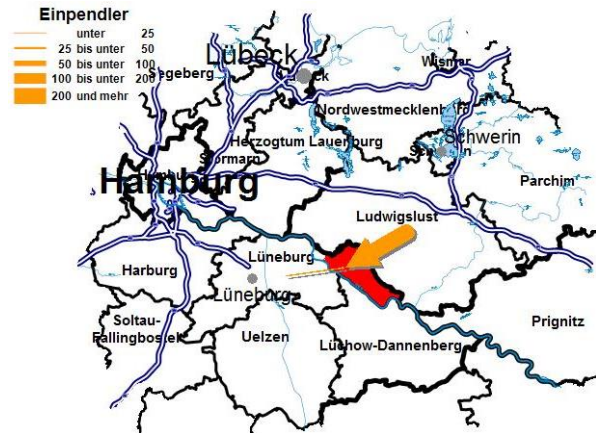 Einpendler
unter 25
25 bis unter 50
50 bis unter 100
100 bis unter 200
200 und mehr
Lübeck
Segeberg
Wismar
Nordwestmecklenburg
Schwerin
Herzogtum Lauenburg
Stormarn
Parchim
Hamburg
Ludwigslust
Lüneburg
Harburg
Lüneburg
Soltau-
Fallingbostel
Uelzen
Prignitz
Lüchow-Dannenberg